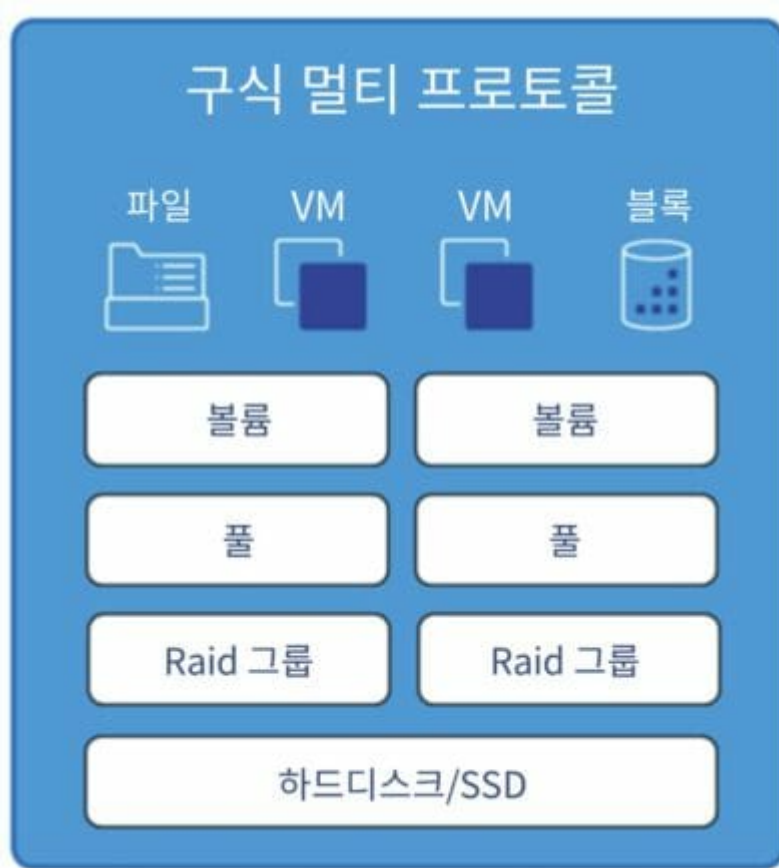 구식 멀티 프로토콜
파일 VM VM 블록
볼륨 볼륨
풀 풀
Raid 그룹 Raid 그룹
하드디스크/SSD